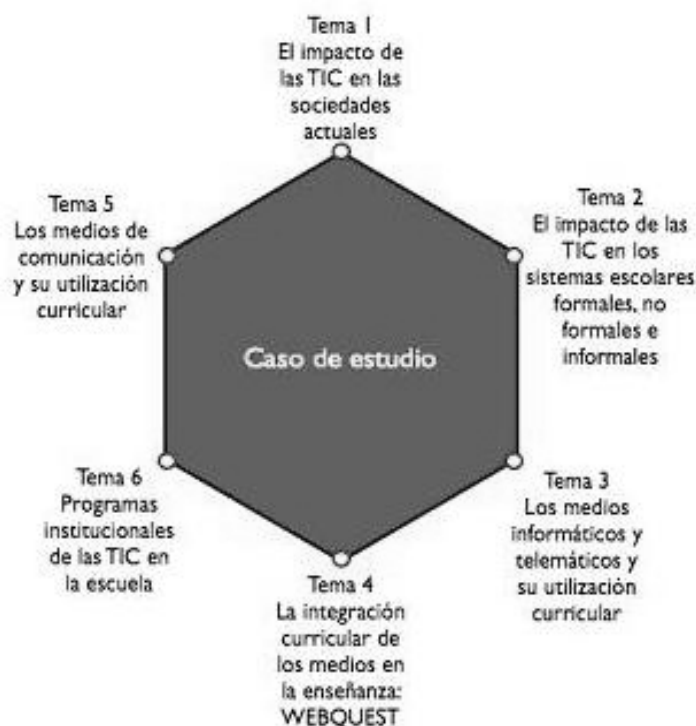 Tema 1
El impacto de
las TIC en las
sociedades
actuales
Tema 2
El impacto de las
TIC en los
sistemas escolares
formales, no
formales e
informales
Tema 5
Los medios de
comunicación
y su utilización
curricular
Caso de estudio
Tema 6
Programas
institucionales
de las TIC en
la escuela
Tema 3
Los medios
informáticos y
telemáticos y
su utilización
curricular
Tema 4
La integración
curricular de
los medios en
la enseñanza:
WEBQUEST